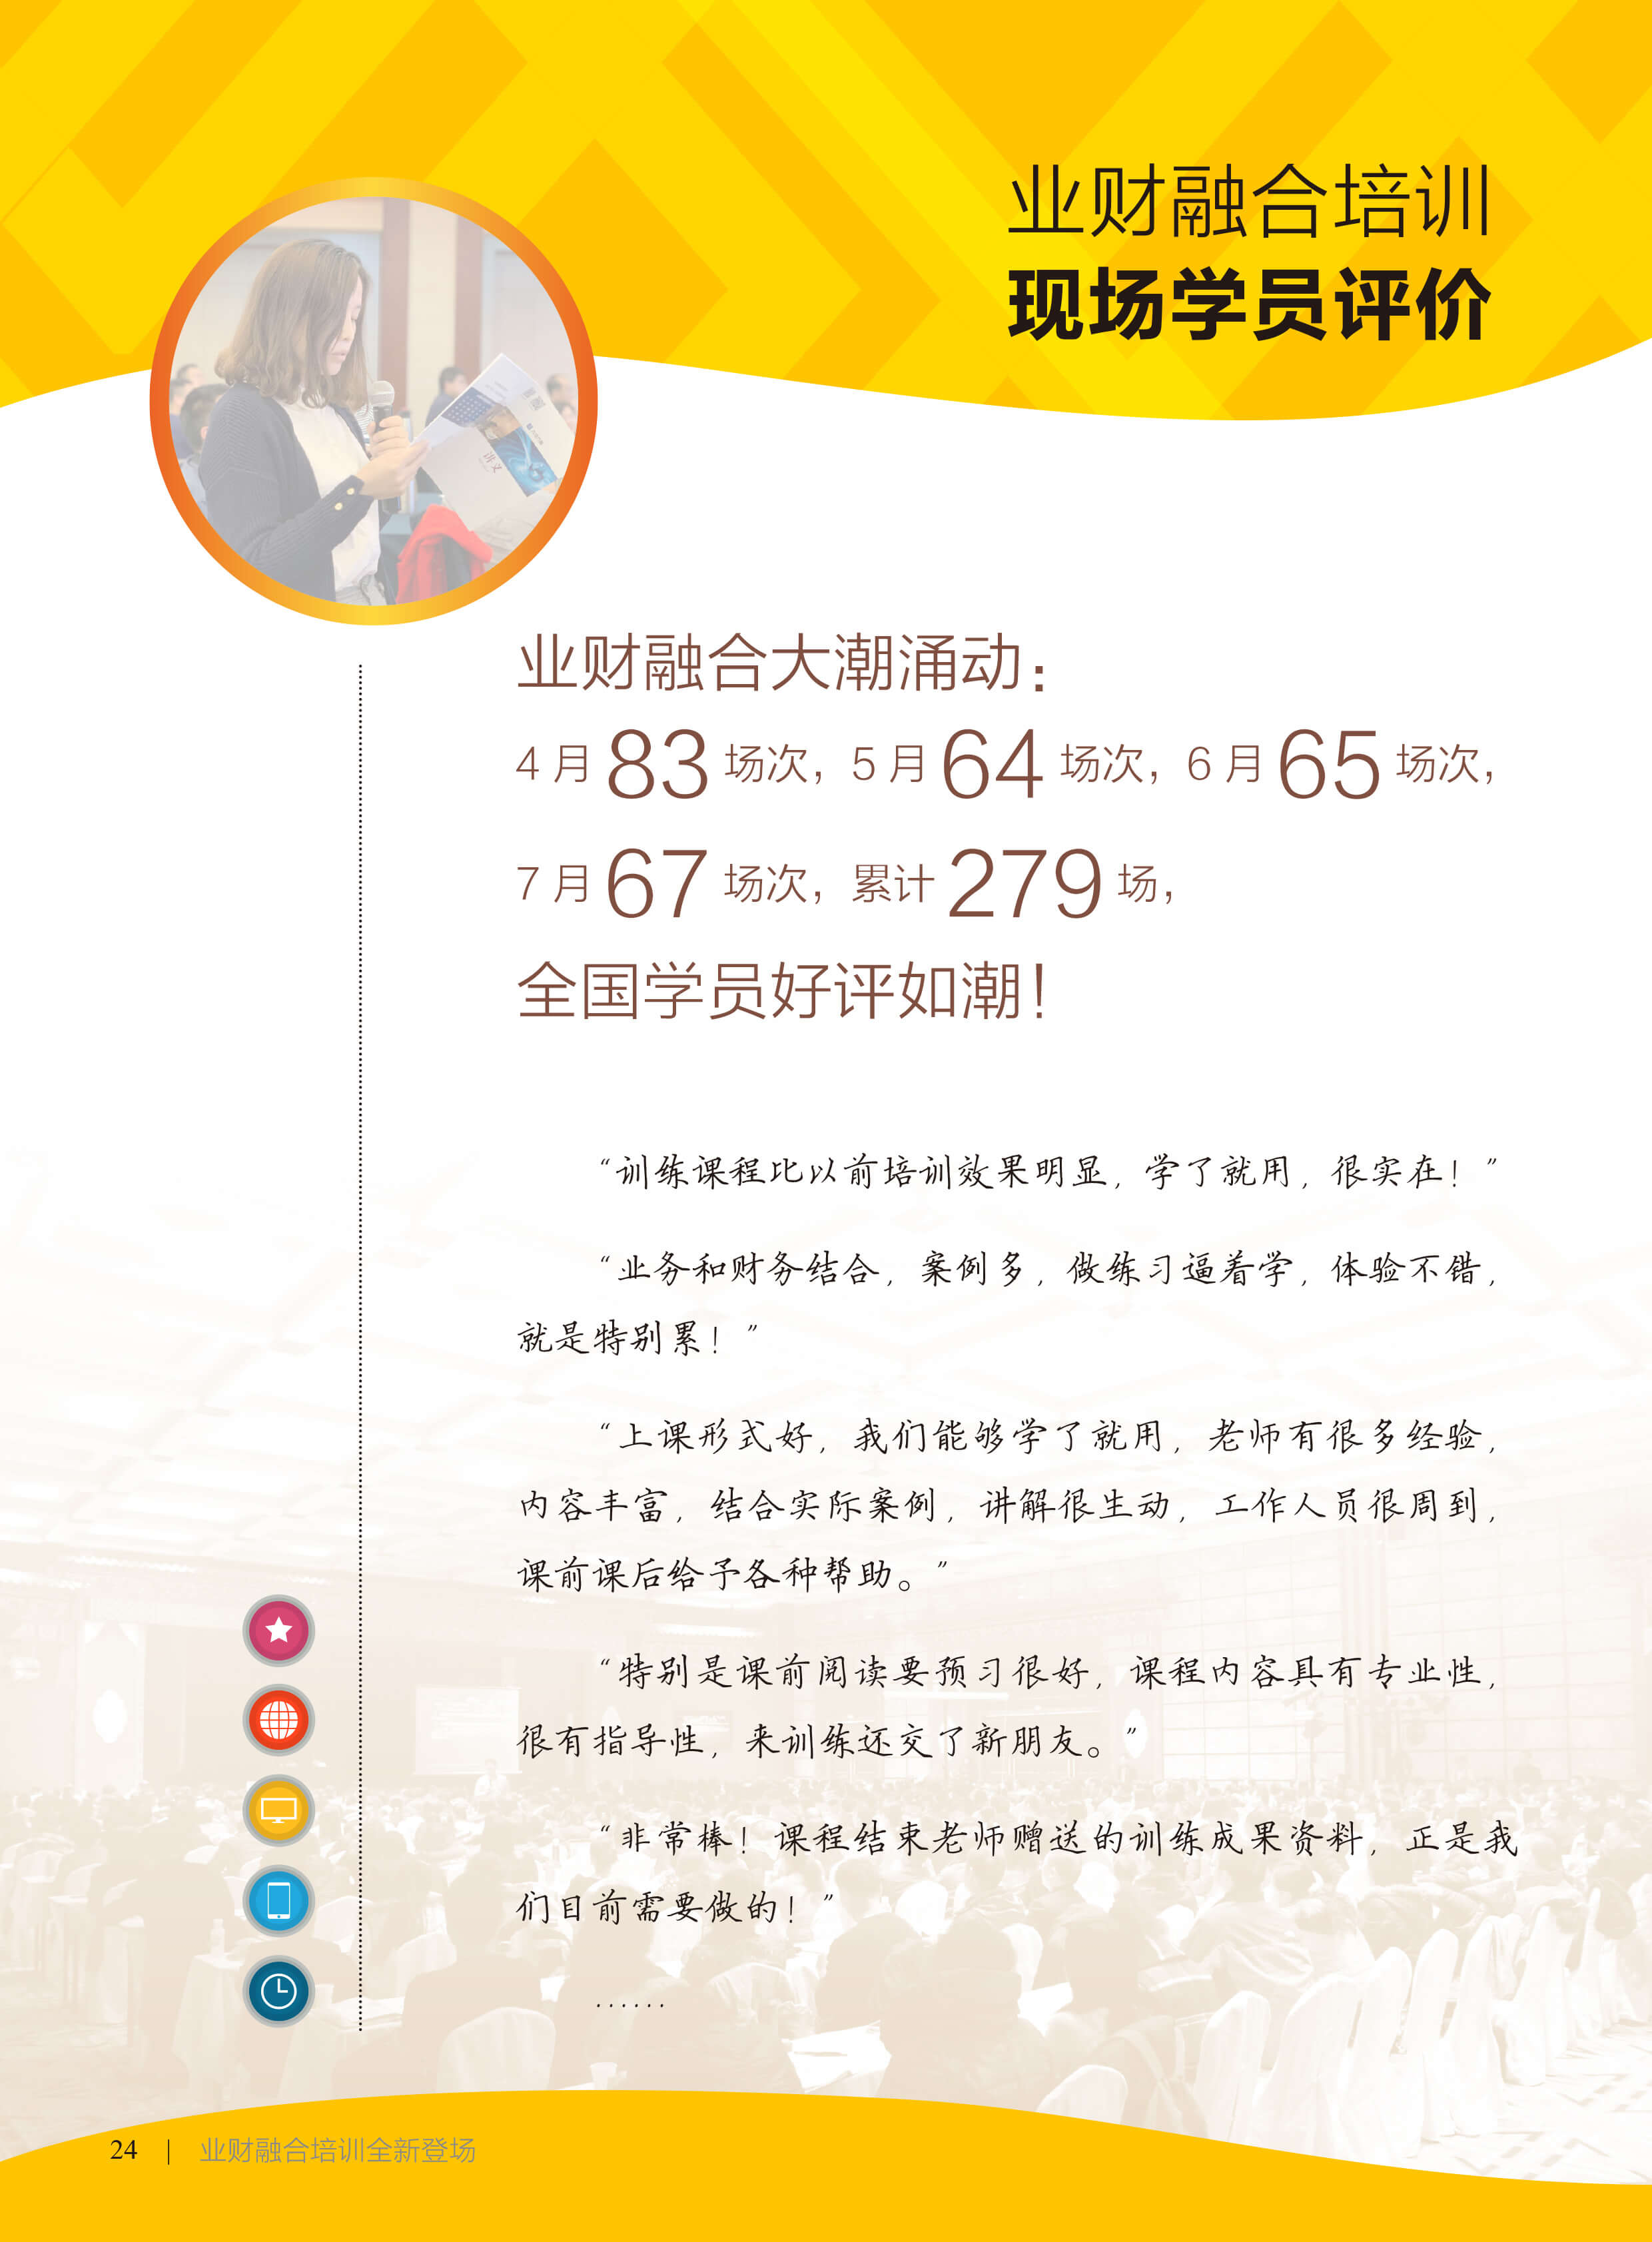 业财融合培训
现场学员评价
讲义
业财融合大潮涌动：
4月83场次，5月64场次，6月65场次，
7月67场次，累计279场，
全国学员好评如潮！
“训练课程比以前培训效果明显，学了就用，很实在！”
“业务和财务结合，案例多，做练习逼着学，体验不错，
就是特别累！”
“上课形式好，我们能够学了就用，老师有很多经验，
内容丰富，结合实际案例，讲解很生动，工作人员很周到，
课前课后给予各种帮助。”
“特别是课前阅读要预习很好，课程内容具有专业性，
很有指导性，来训练还交了新朋友。”
“非常棒！课程结束老师赠送的训练成果资料，正是我
们目前需要做的！”
······
24 | 业财融合培训全新登场